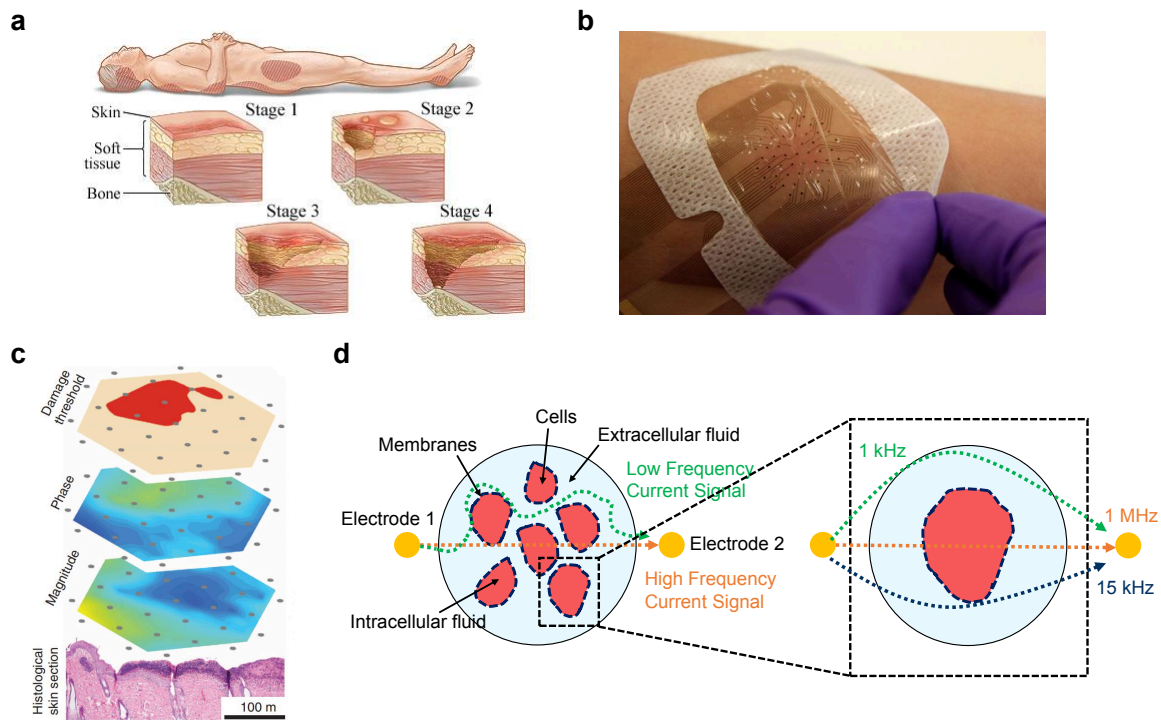 a
Skin
Stage 1
Stage 2
Soft
tissue
Bone
Stage 3
Stage 4
b
c
Damage
threshold
Phase
Magnitude
Histological
skin section
100 m
d
Cells
Membranes
Extracellular fluid
Low Frequency
Current Signal
Electrode 1
Electrode 2
High Frequency
Current Signal
Intracellular fluid
1 kHz
1 MHz
15 kHz